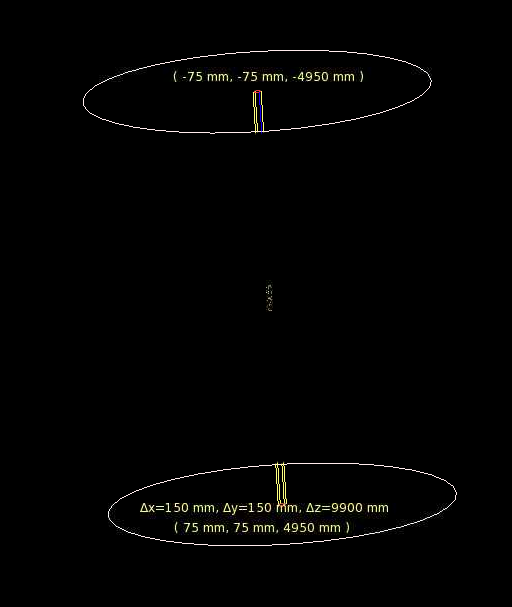 ( -75 mm, -75 mm, -4950 mm )
Δx=150 mm, Δy=150 mm, Δz=9900 mm
( 75 mm, 75 mm, 4950 mm )